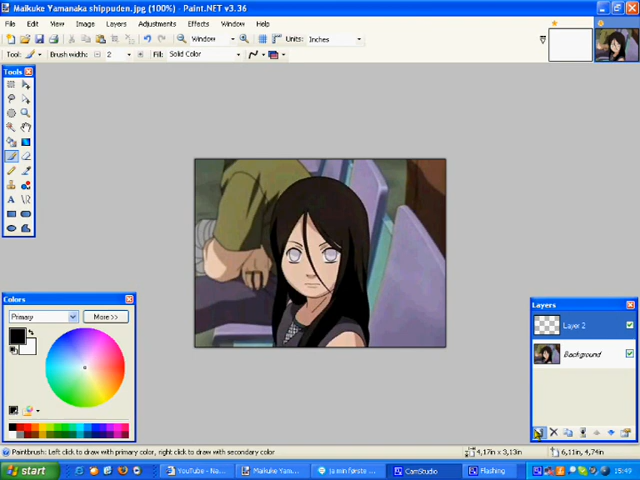 Maikuke Yamanaka shippuden.jpg (100%) - Paint.NET v3.36
File Edit View Image Layers Adjustments Effects Window Help
Window Units: Inches
Tool: Brush width: 2 Fill: Solid Color
Tools
Colors
Primary More >>
Layers
Layer 2
Background
Paintbrush: Left click to draw with primary color, right click to draw with secondary color
4,17in x 3,13in
6,11in, 4,74in
start YouTube - Na... Maikuke Yam... ja min første ... CamStudio Flashing 15:49